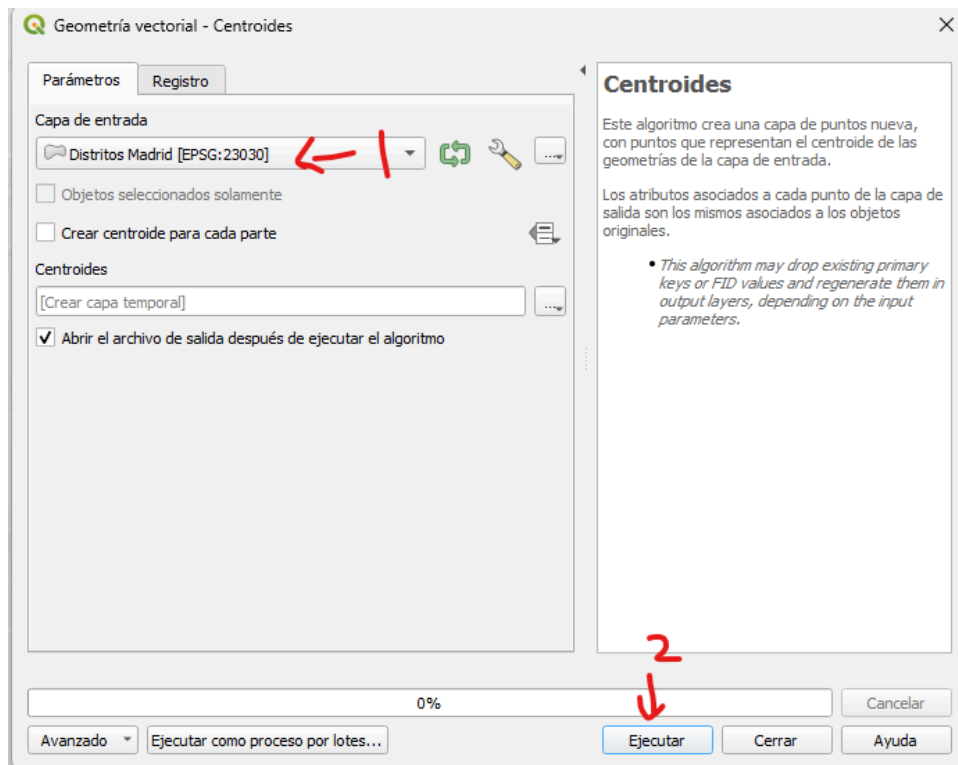 Geometría vectorial - Centroides
Parámetros
Registro
Capa de entrada
Distritos Madrid [EPSG:23030]
1
...
Objetos seleccionados solamente
Crear centroide para cada parte
Centroides
[Crear capa temporal]
...
Abrir el archivo de salida después de ejecutar el algoritmo
Centroides
Este algoritmo crea una capa de puntos nueva,
con puntos que representan el centroide de las
geometrías de la capa de entrada.
Los atributos asociados a cada punto de la capa de
salida son los mismos asociados a los objetos
originales.
• This algorithm may drop existing primary
keys or FID values and regenerate them in
output layers, depending on the input
parameters.
2
0%
Cancelar
Avanzado
Ejecutar como proceso por lotes...
Ejecutar
Cerrar
Ayuda